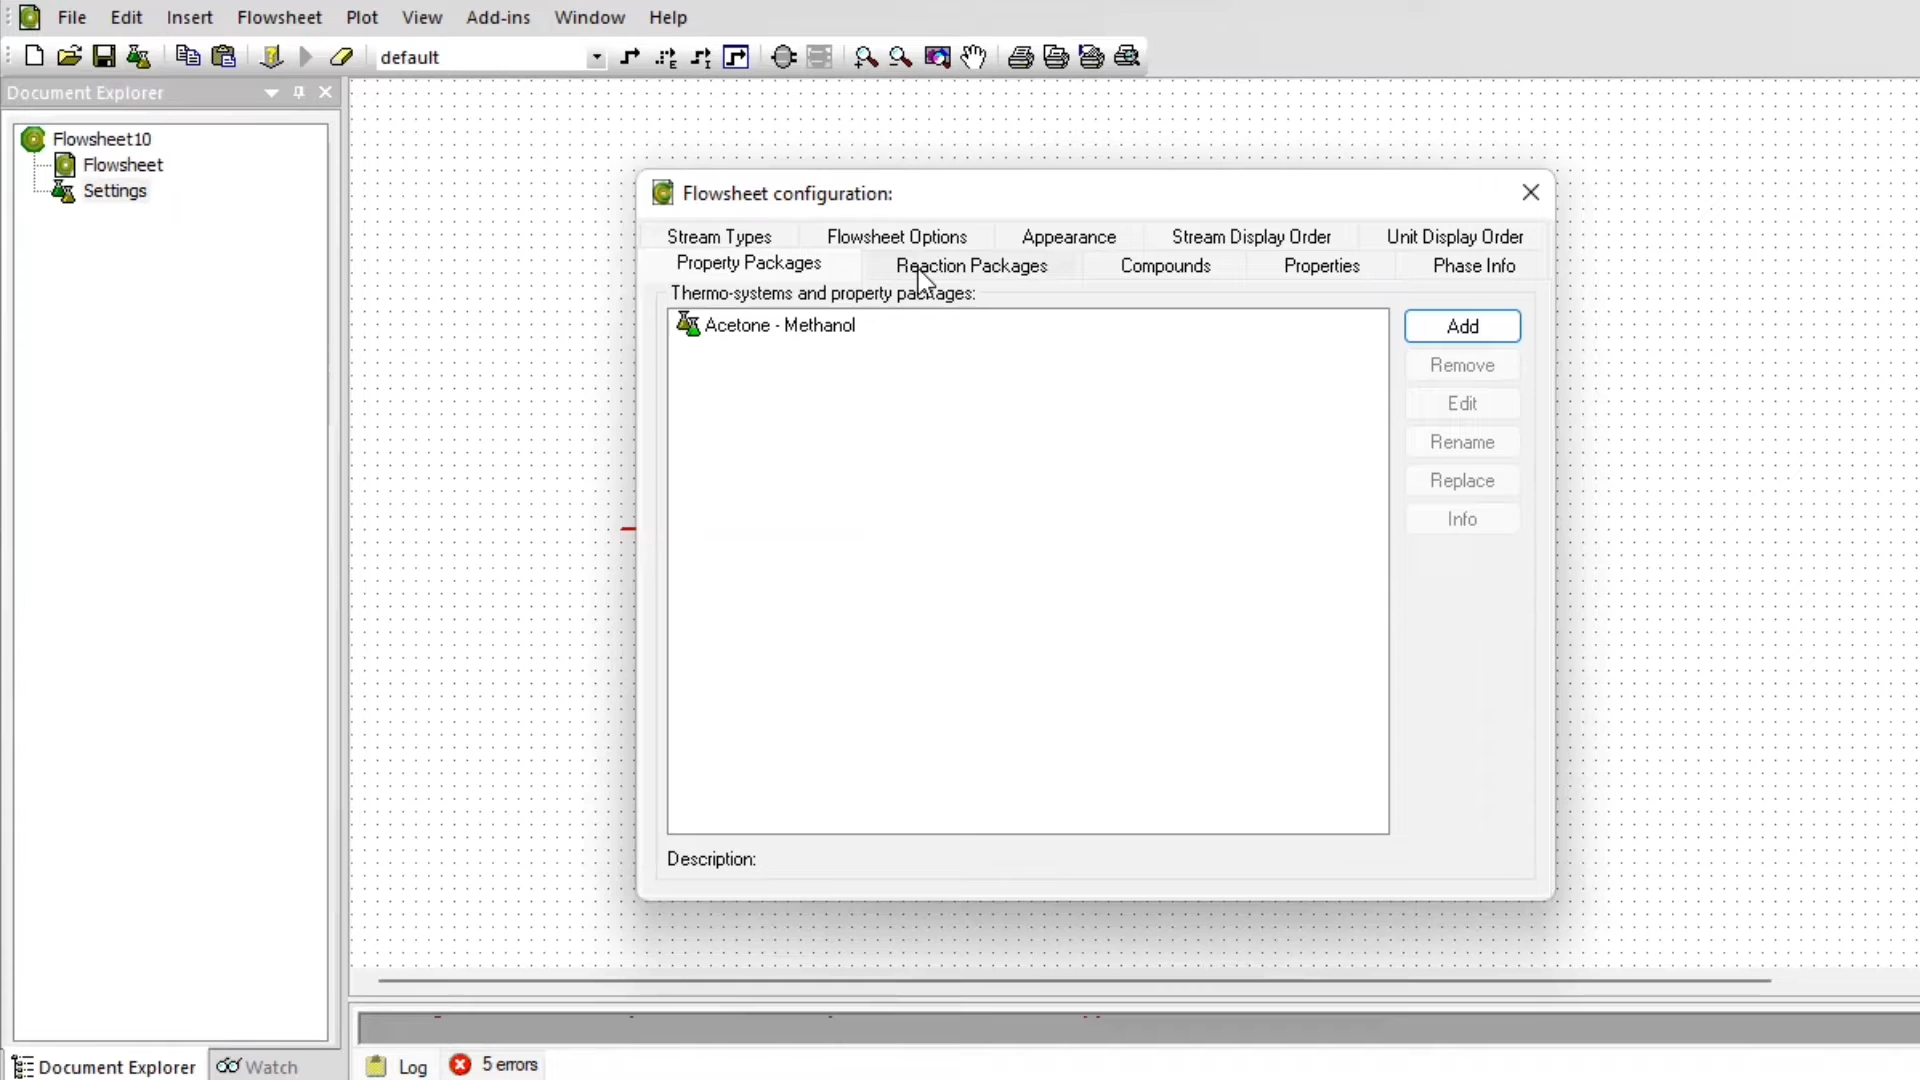 File Edit Insert Flowsheet Plot View Add-ins Window Help
default
Document Explorer
Flowsheet10
Flowsheet
Settings
Flowsheet configuration:
Stream Types Flowsheet Options Appearance Stream Display Order Unit Display Order
Property Packages Reaction Packages Compounds Properties Phase Info
Thermo-systems and property packages:
Acetone - Methanol
Add
Remove
Edit
Rename
Replace
Info
Description:
Document Explorer Watch
Log 5 errors